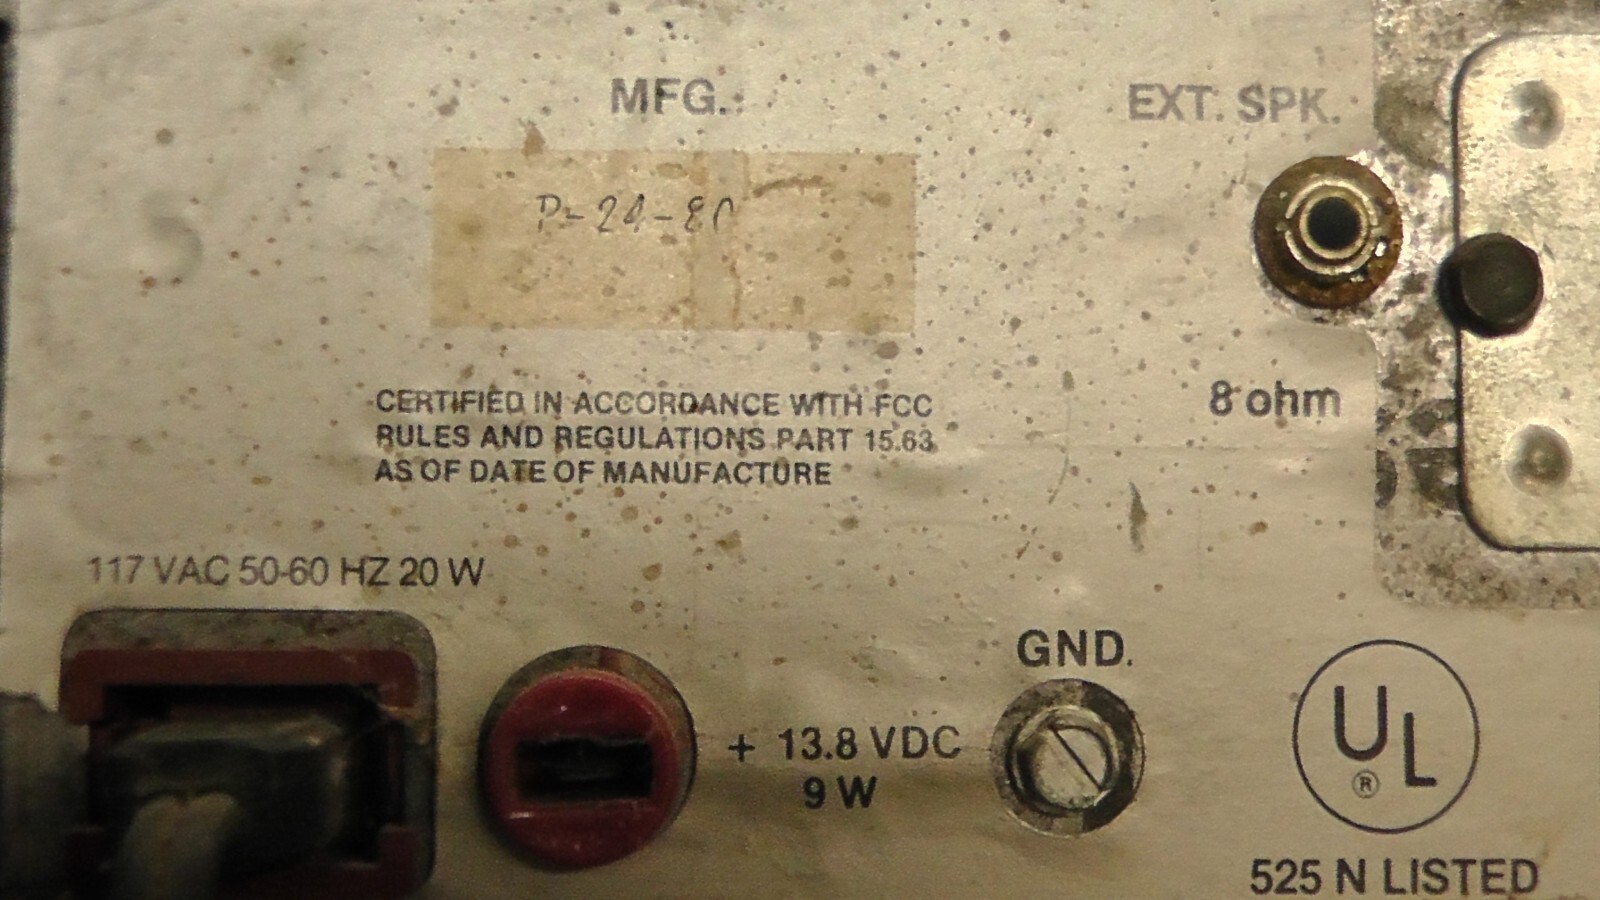 MFG.:
EXT. SPK.
P-24-80
8 ohm
CERTIFIED IN ACCORDANCE WITH FCC
RULES AND REGULATIONS PART 15.63
AS OF DATE OF MANUFACTURE
117 VAC 50-60 HZ 20 W
GND.
+ 13.8 VDC
9 W
UL
®
525 N LISTED